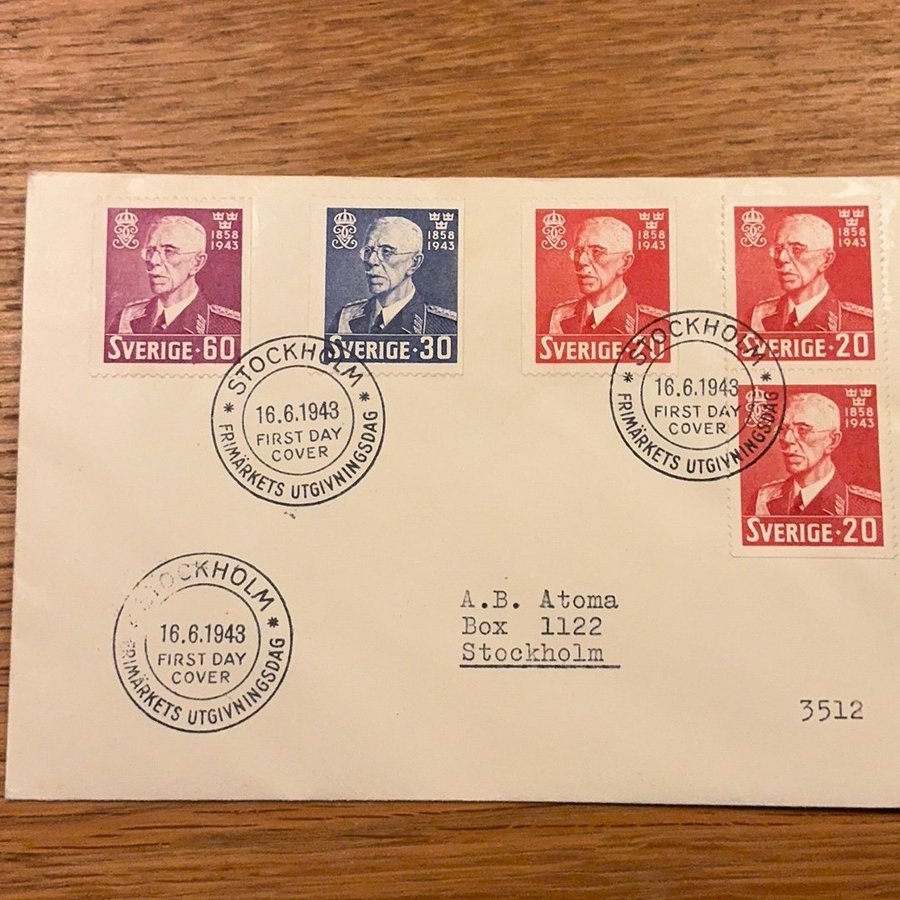 1858
1943
SVERIGE·60
1858
1943
SVERIGE·30
1858
1943
SVERIGE
1858
1943
SVERIGE·20
1858
1943
SVERIGE·20
STOCKHOLM
16.6.1943
FIRST DAY
COVER
* FRIMÄRKETS UTGIVNINGSDAG *
STOCKHOLM
16.6.1943
FIRST DAY
COVER
* FRIMÄRKETS UTGIVNINGSDAG *
STOCKHOLM
16.6.1943
FIRST DAY
COVER
FRIMÄRKETS UTGIVNINGSDAG *
A.B. Atoma
Box 1122
Stockholm
3512